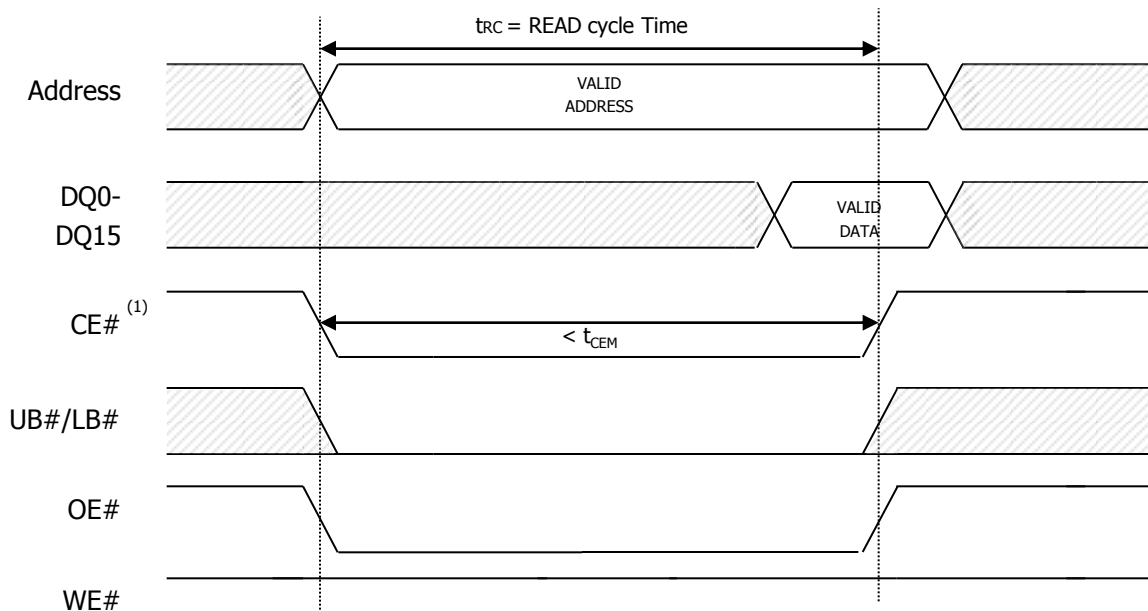 tRC = READ cycle Time
Address
VALID
ADDRESS
DQ0-
DQ15
VALID
DATA
CE# (1)
< tCEM
UB#/LB#
OE#
WE#